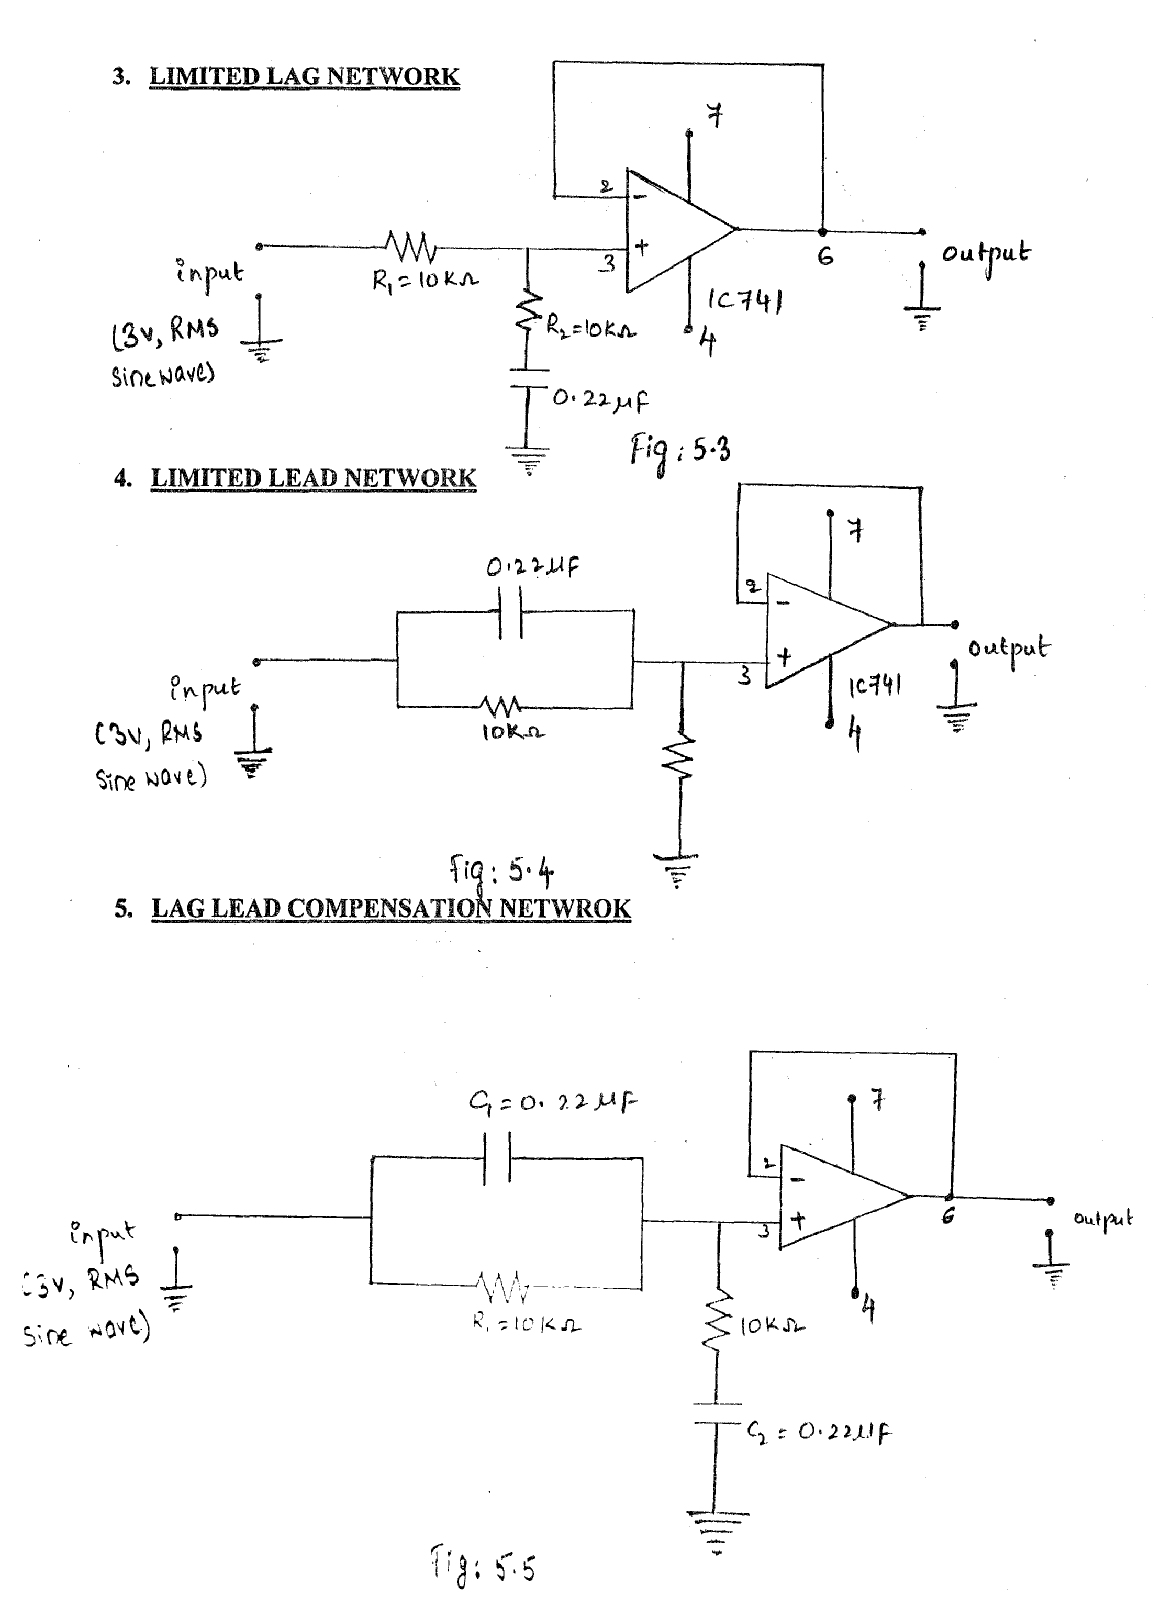 3. LIMITED LAG NETWORK
7
2
-
+
3
6
output
input
R1=10KΩ
IC741
(3v, RMS
sine wave)
R2=10KΩ
4
0.22µF
Fig: 5.3
4. LIMITED LEAD NETWORK
7
0.22µF
2
-
+
3
output
input
IC741
(3v, RMS
sine wave)
10KΩ
4
Fig: 5.4
5. LAG LEAD COMPENSATION NETWROK
C1=0.22µF
7
2
-
+
3
6
output
input
(3v, RMS
sine wave)
R1=10KΩ
10KΩ
4
C2=0.22µF
Fig: 5.5